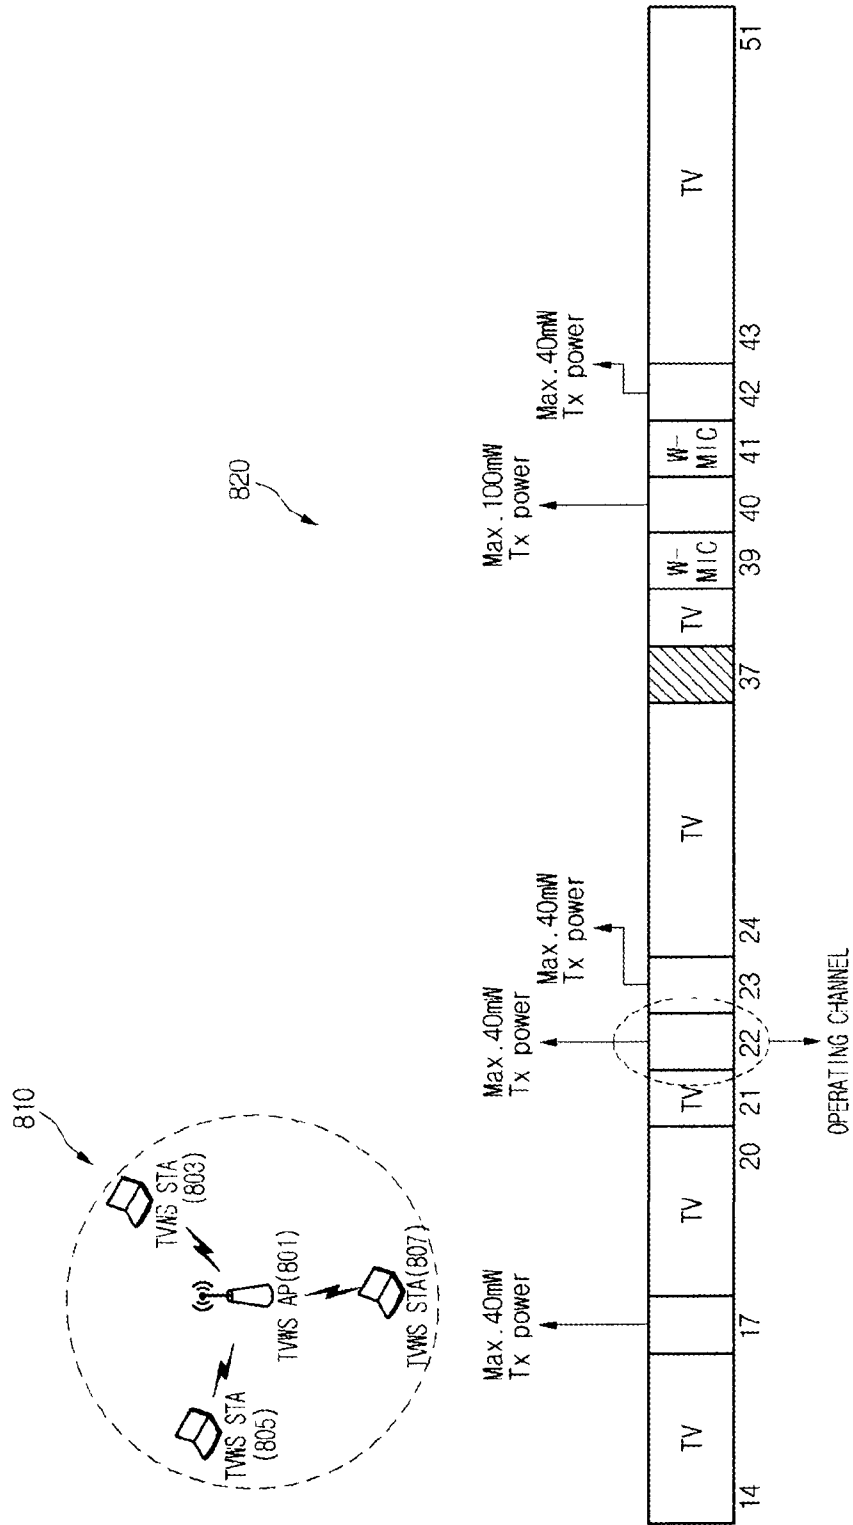 810
TVWS STA
(803)
TVWS STA
(805)
TVWS AP(801)
TVWS STA(807)
820
Max.40mW
Tx power
Max.40mW
Tx power
Max.40mW
Tx power
Max.100mW
Tx power
Max.40mW
Tx power
TV
TV
TV
TV
TV
W-
MIC
W-
MIC
TV
14
17
20
21
22
23
24
37
39
40
41
42
43
51
OPERATING CHANNEL